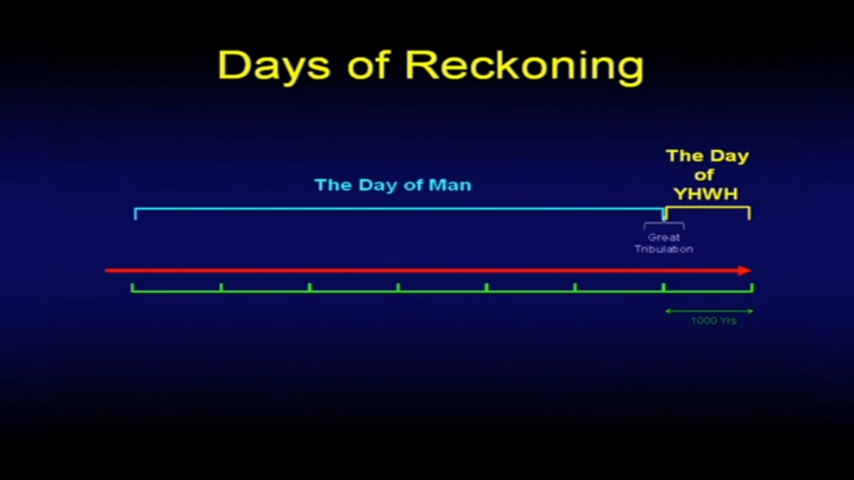 Days of Reckoning
The Day
of
YHWH
The Day of Man
Great
Tribulation
1000 Yrs